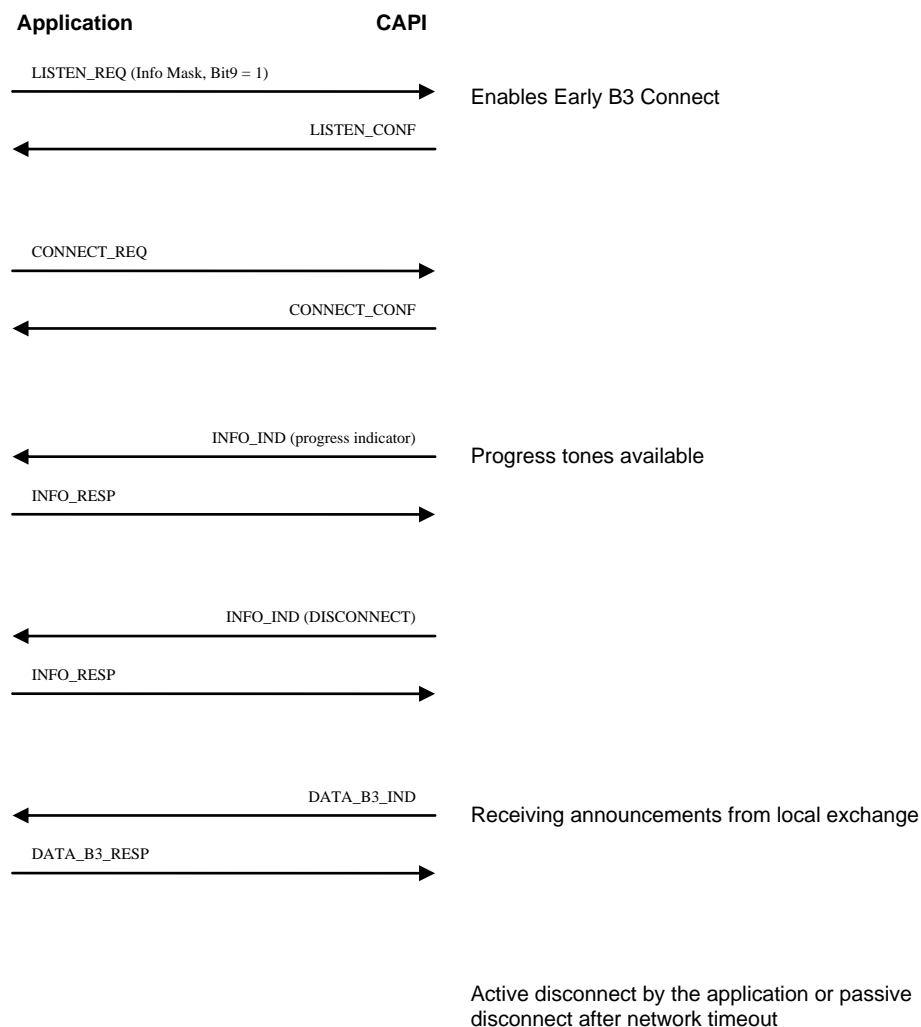 Application CAPI
LISTEN_REQ (Info Mask, Bit9 = 1)
Enables Early B3 Connect
LISTEN_CONF
CONNECT_REQ
CONNECT_CONF
INFO_IND (progress indicator)
Progress tones available
INFO_RESP
INFO_IND (DISCONNECT)
INFO_RESP
DATA_B3_IND
Receiving announcements from local exchange
DATA_B3_RESP
Active disconnect by the application or passive
disconnect after network timeout